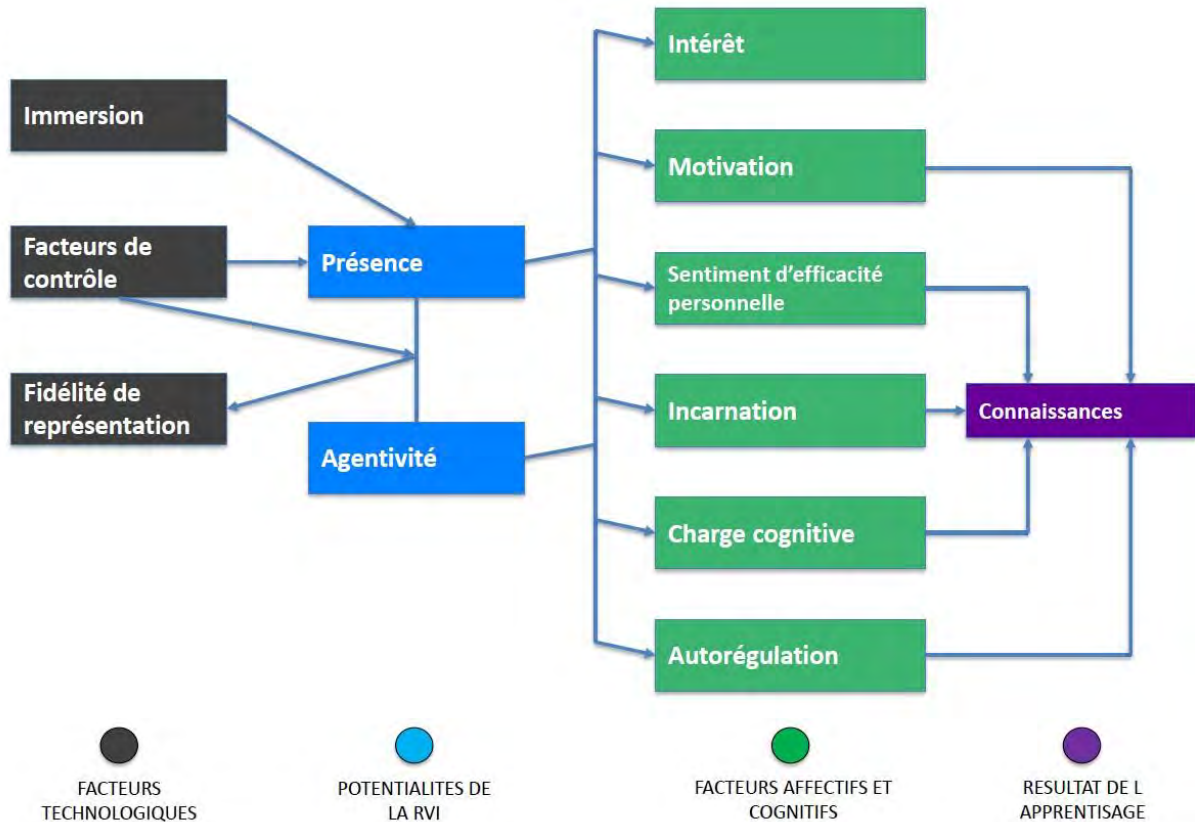 Immersion
Facteurs de
contrôle
Fidélité de
représentation
Présence
Agentivité
Intérêt
Motivation
Sentiment d'efficacité
personnelle
Incarnation
Charge cognitive
Autorégulation
Connaissances
FACTEURS
TECHNOLOGIQUES
POTENTIALITES DE
LA RVI
FACTEURS AFFECTIFS ET
COGNITIFS
RESULTAT DE L
APPRENTISAGE